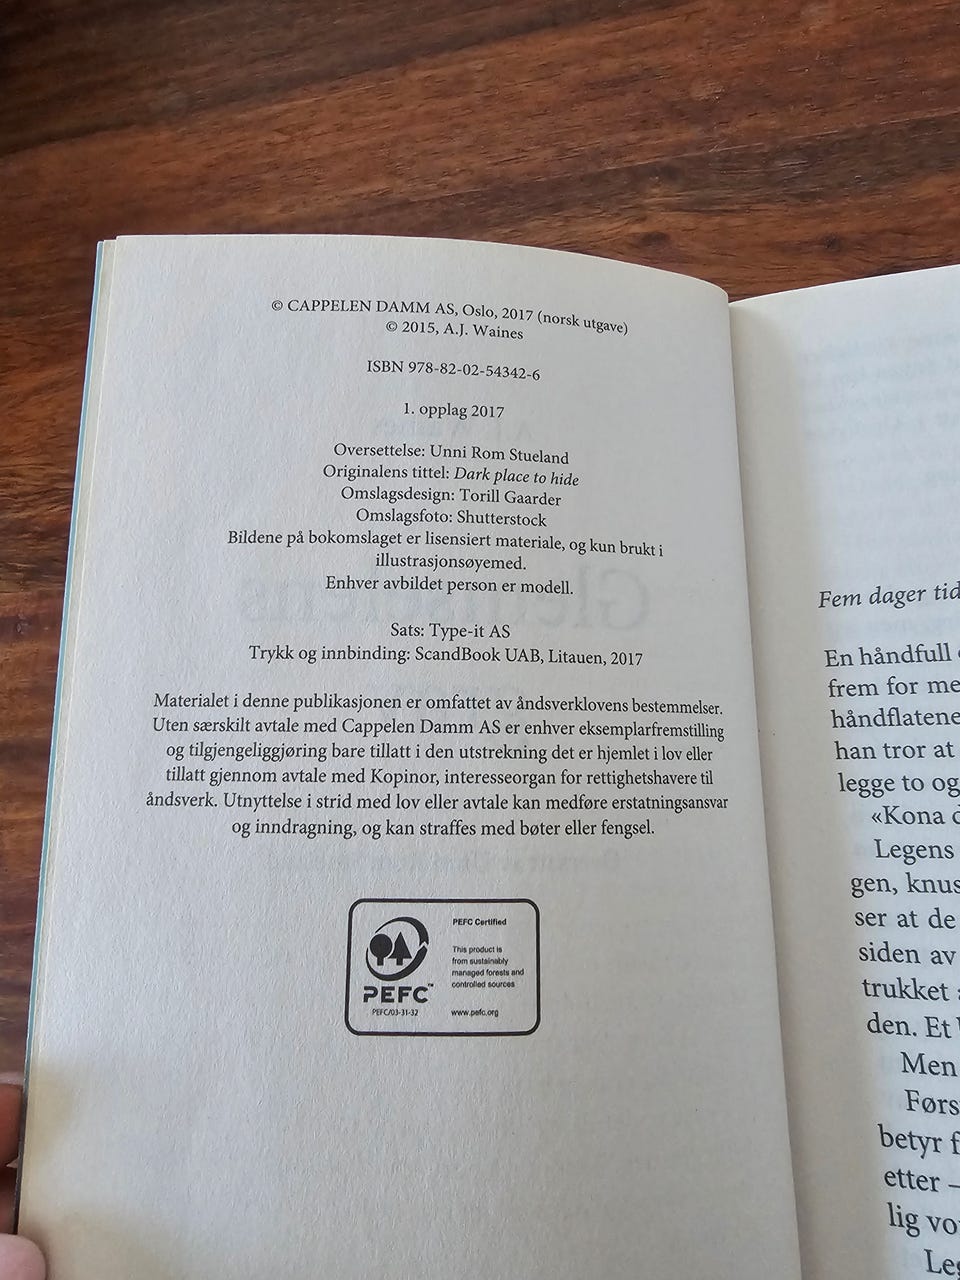 © CAPPELEN DAMM AS, Oslo, 2017 (norsk utgave)
© 2015, A.J. Waines
ISBN 978-82-02-54342-6
1. opplag 2017
Oversettelse: Unni Rom Stueland
Originalens tittel: Dark place to hide
Omslagsdesign: Torill Gaarder
Omslagsfoto: Shutterstock
Bildene på bokomslaget er lisensiert materiale, og kun brukt i
illustrasjonsøyemed.
Enhver avbildet person er modell.
Sats: Type-it AS
Trykk og innbinding: ScandBook UAB, Litauen, 2017
Materialet i denne publikasjonen er omfattet av åndsverklovens bestemmelser.
Uten særskilt avtale med Cappelen Damm AS er enhver eksemplarfremstilling
og tilgjengeliggjøring bare tillatt i den utstrekning det er hjemlet i lov eller
tillatt gjennom avtale med Kopinor, interesseorgan for rettighetshavere til
åndsverk. Utnyttelse i strid med lov eller avtale kan medføre erstatningsansvar
og inndragning, og kan straffes med bøter eller fengsel.
PEFC™
PEFC/03-31-32
PEFC Certified
This product is
from sustainably
managed forests and
controlled sources
www.pefc.org
Fem dager tid
En håndfull
frem for me
håndflatene
han tror at
legge to og
«Kona
Legens
gen, knus
ser at de
siden av
trukket
den. Et
Men
Førs
betyr f
etter –
lig vo
Leg